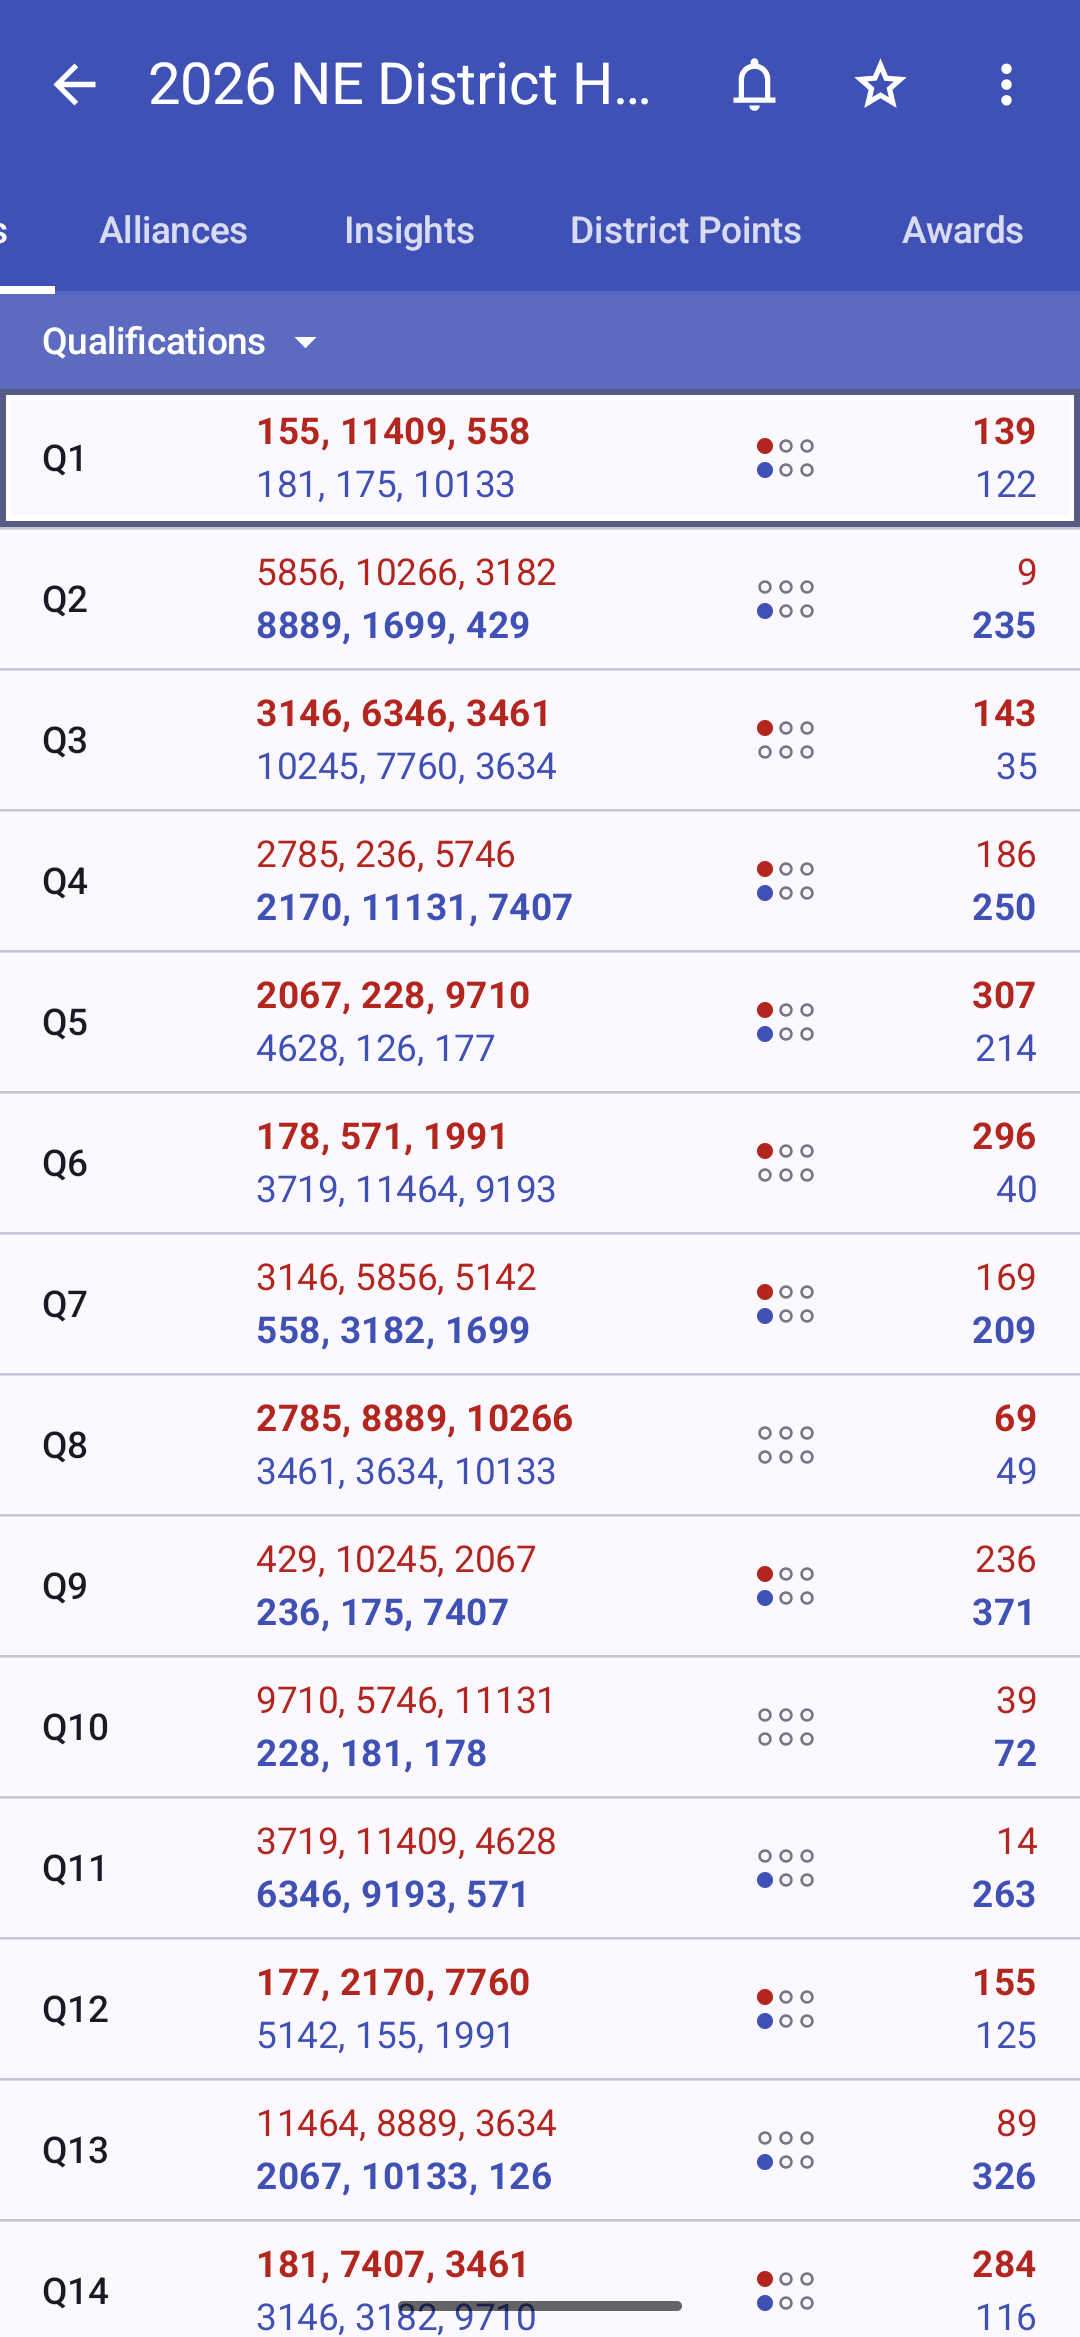 2026 NE District H...
s Alliances Insights District Points Awards
Qualifications
Q1
155, 11409, 558
139
181, 175, 10133
122
Q2
5856, 10266, 3182
9
8889, 1699, 429
235
Q3
3146, 6346, 3461
143
10245, 7760, 3634
35
Q4
2785, 236, 5746
186
2170, 11131, 7407
250
Q5
2067, 228, 9710
307
4628, 126, 177
214
Q6
178, 571, 1991
296
3719, 11464, 9193
40
Q7
3146, 5856, 5142
169
558, 3182, 1699
209
Q8
2785, 8889, 10266
69
3461, 3634, 10133
49
Q9
429, 10245, 2067
236
236, 175, 7407
371
Q10
9710, 5746, 11131
39
228, 181, 178
72
Q11
3719, 11409, 4628
14
6346, 9193, 571
263
Q12
177, 2170, 7760
155
5142, 155, 1991
125
Q13
11464, 8889, 3634
89
2067, 10133, 126
326
Q14
181, 7407, 3461
284
3146, 3182, 9710
116